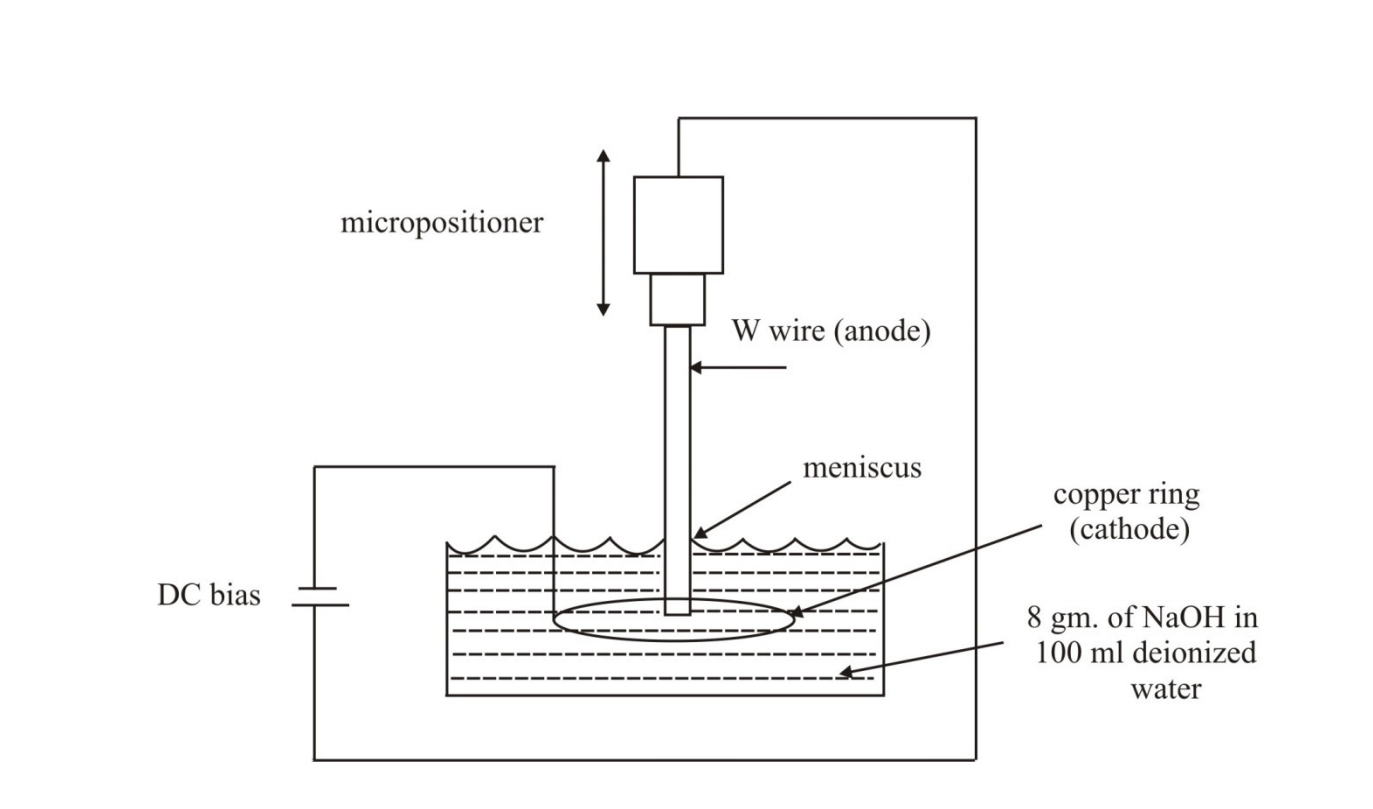 micropositioner
W wire (anode)
meniscus
copper ring
(cathode)
DC bias
8 gm. of NaOH in
100 ml deionized
water